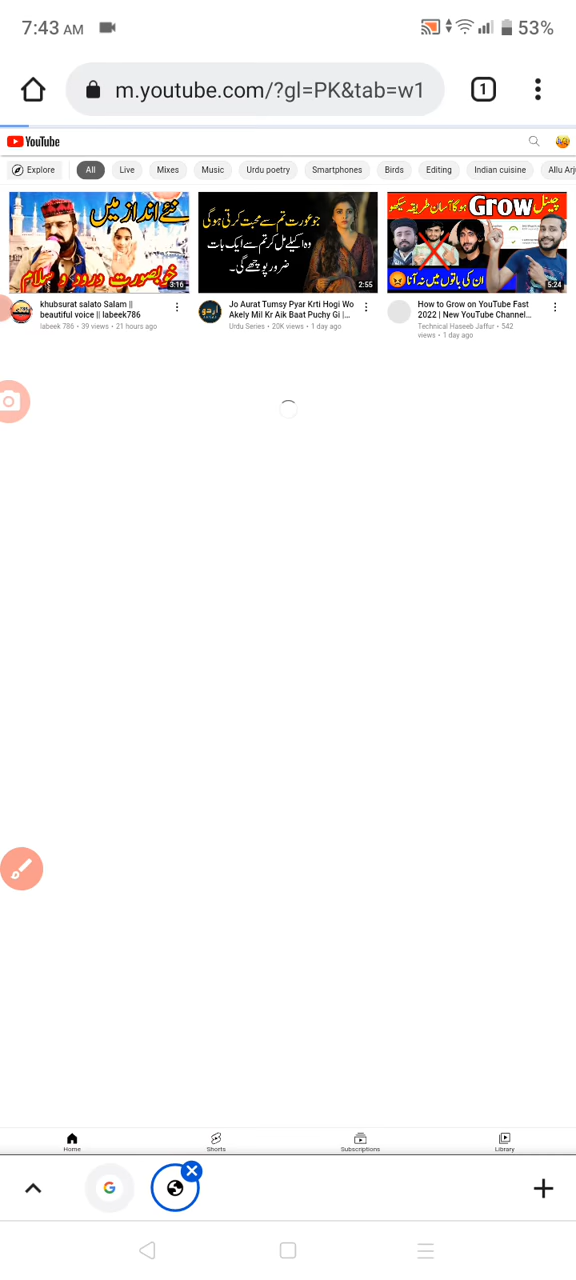 7:43 AM
53%
m.youtube.com/?gl=PK&tab=w1
1
YouTube
Explore
All
Live
Mixes
Music
Urdu poetry
Smartphones
Birds
Editing
Indian cuisine
Allu Arj
نئے انداز میں
خوبصورت درود و سلام
3:16
جو عورت تم سے محبت کرتی ہوگی
وہ اکیلے مل کر تم سے ایک بات
ضرور پوچھے گی۔
2:55
چینل Grow ہوگا آسان طریقہ سیکھو
ان کی باتوں میں نہ آنا
5:24
khubsurat salato Salam ||
beautiful voice || labeek786
labeek 786 • 39 views • 21 hours ago
اردو
Jo Aurat Tumsy Pyar Krti Hogi Wo
Akely Mil Kr Aik Baat Puchy Gi |...
Urdu Series • 20K views • 1 day ago
How to Grow on YouTube Fast
2022 | New YouTube Channel...
Technical Haseeb Jaffur • 542
views • 1 day ago
Home
Shorts
Subscriptions
Library